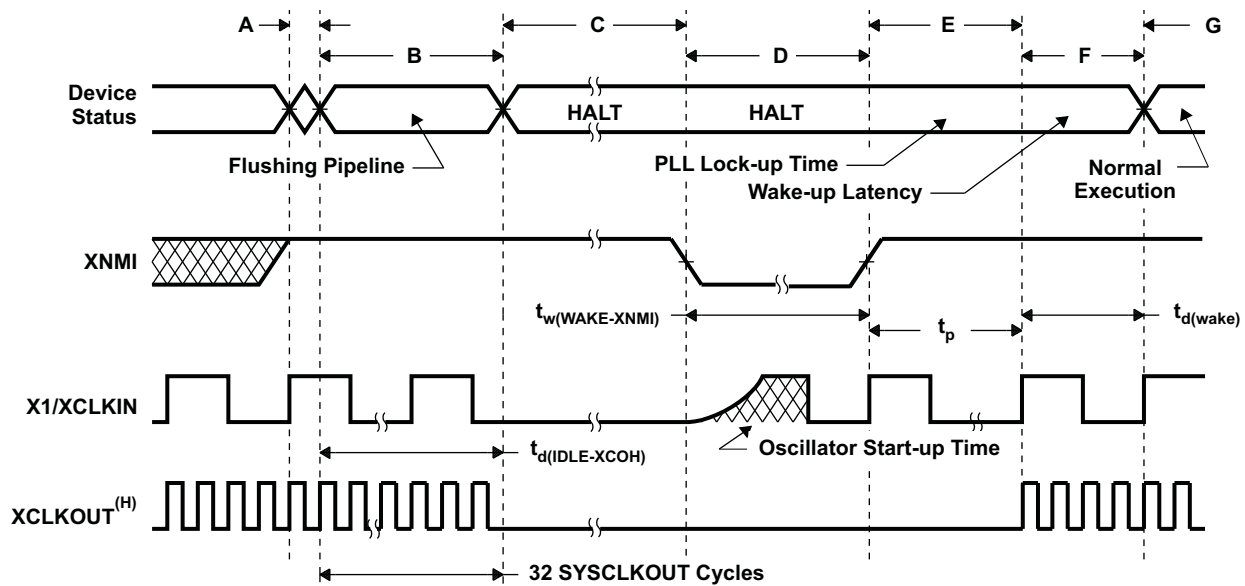 A
B
C
D
E
F
G
Device
Status
HALT
HALT
Flushing Pipeline
PLL Lock-up Time
Wake-up Latency
Normal
Execution
XNMI
tw(WAKE-XNMI)
tp
td(wake)
X1/XCLKIN
Oscillator Start-up Time
td(IDLE-XCOH)
XCLKOUT(H)
32 SYSCLKOUT Cycles